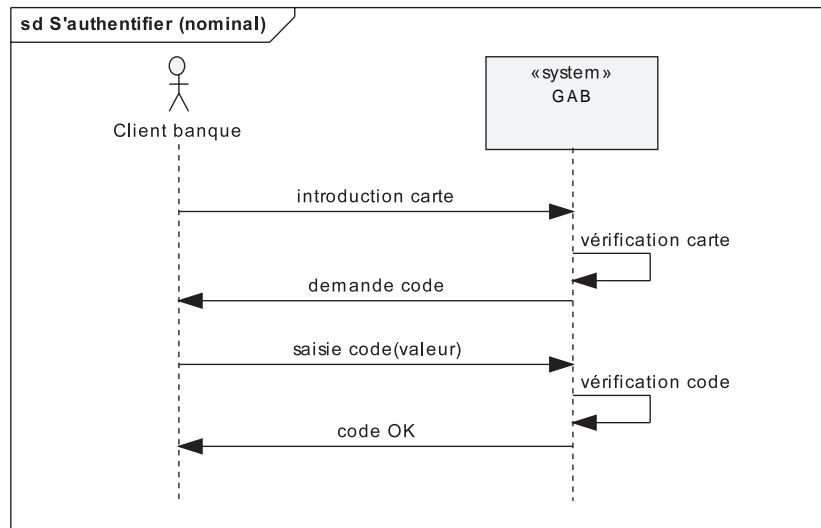 sd S'authentifier (nominal)
«system»
GAB
Client banque
introduction carte
vérification carte
demande code
saisie code(valeur)
vérification code
code OK